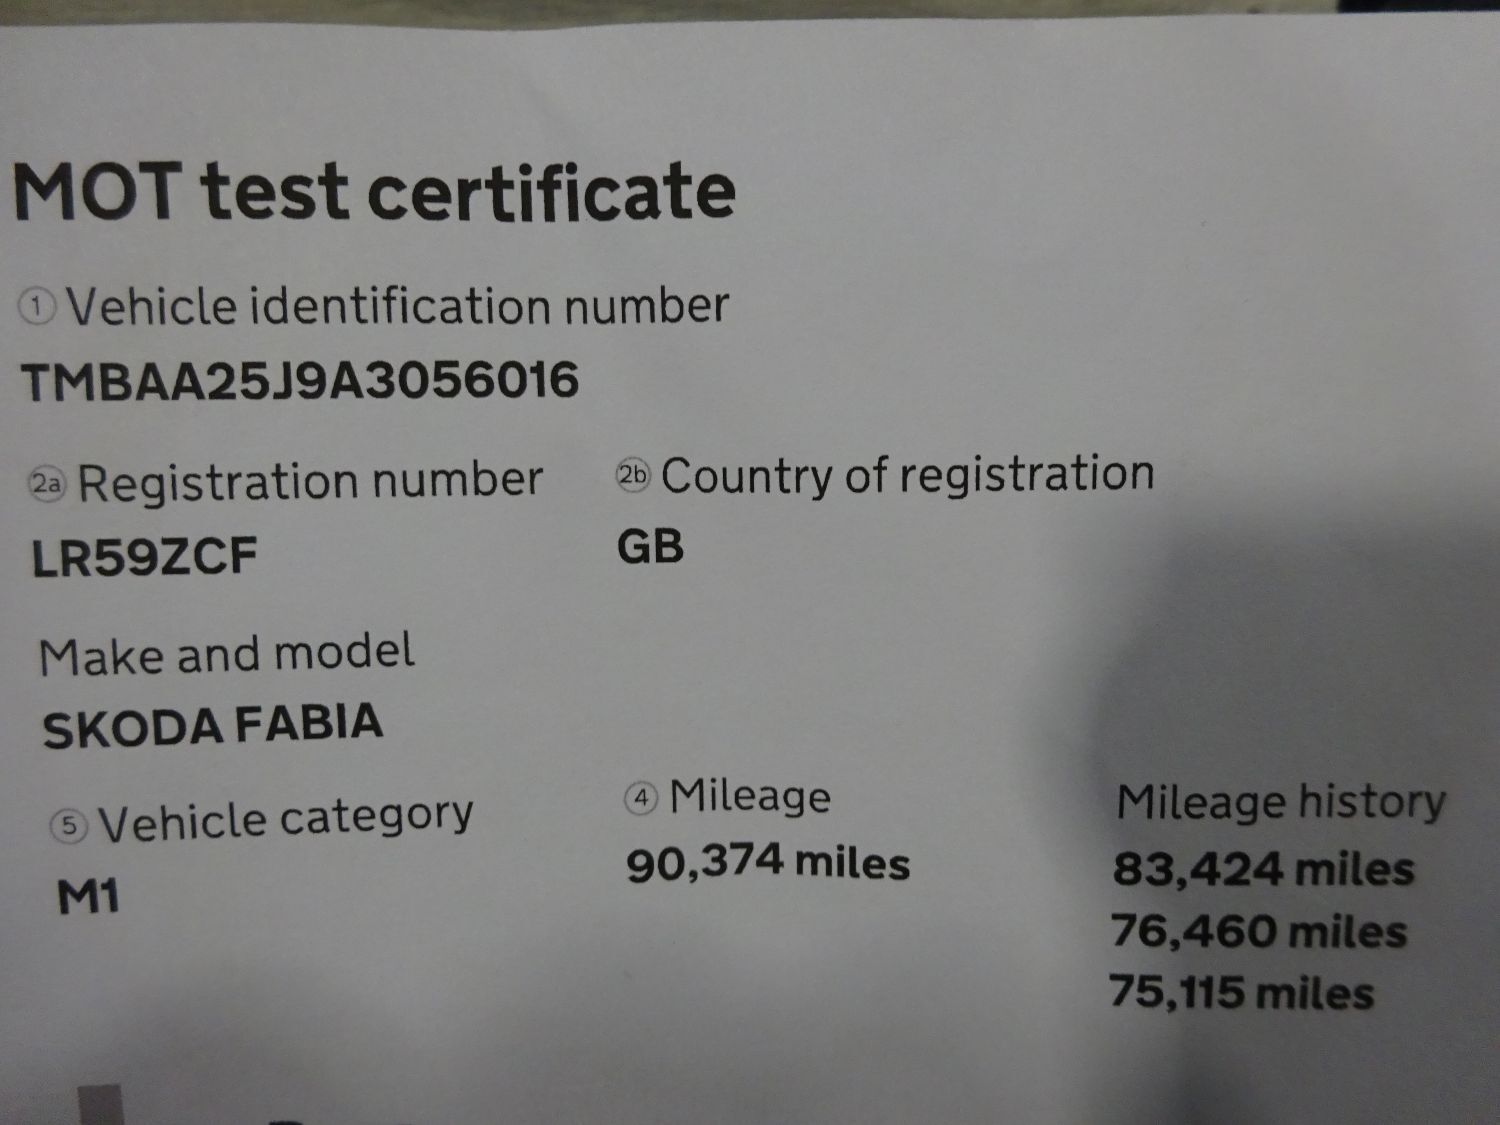 MOT test certificate
1 Vehicle identification number
TMBAA25J9A3056016
2a Registration number 2b Country of registration
LR59ZCF GB
Make and model
SKODA FABIA
5 Vehicle category 4 Mileage Mileage history
M1 90,374 miles 83,424 miles
76,460 miles
75,115 miles